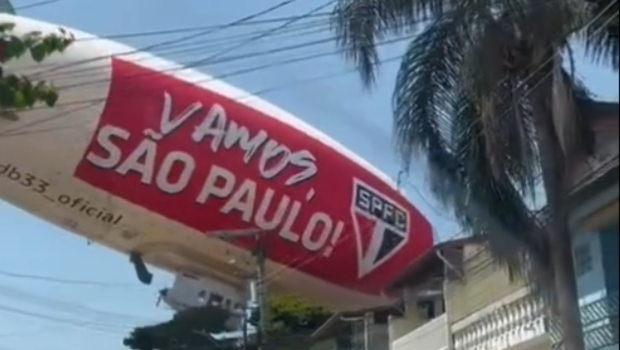 VAMOS,
SÃO PAULO!
SPFC
db33_oficial